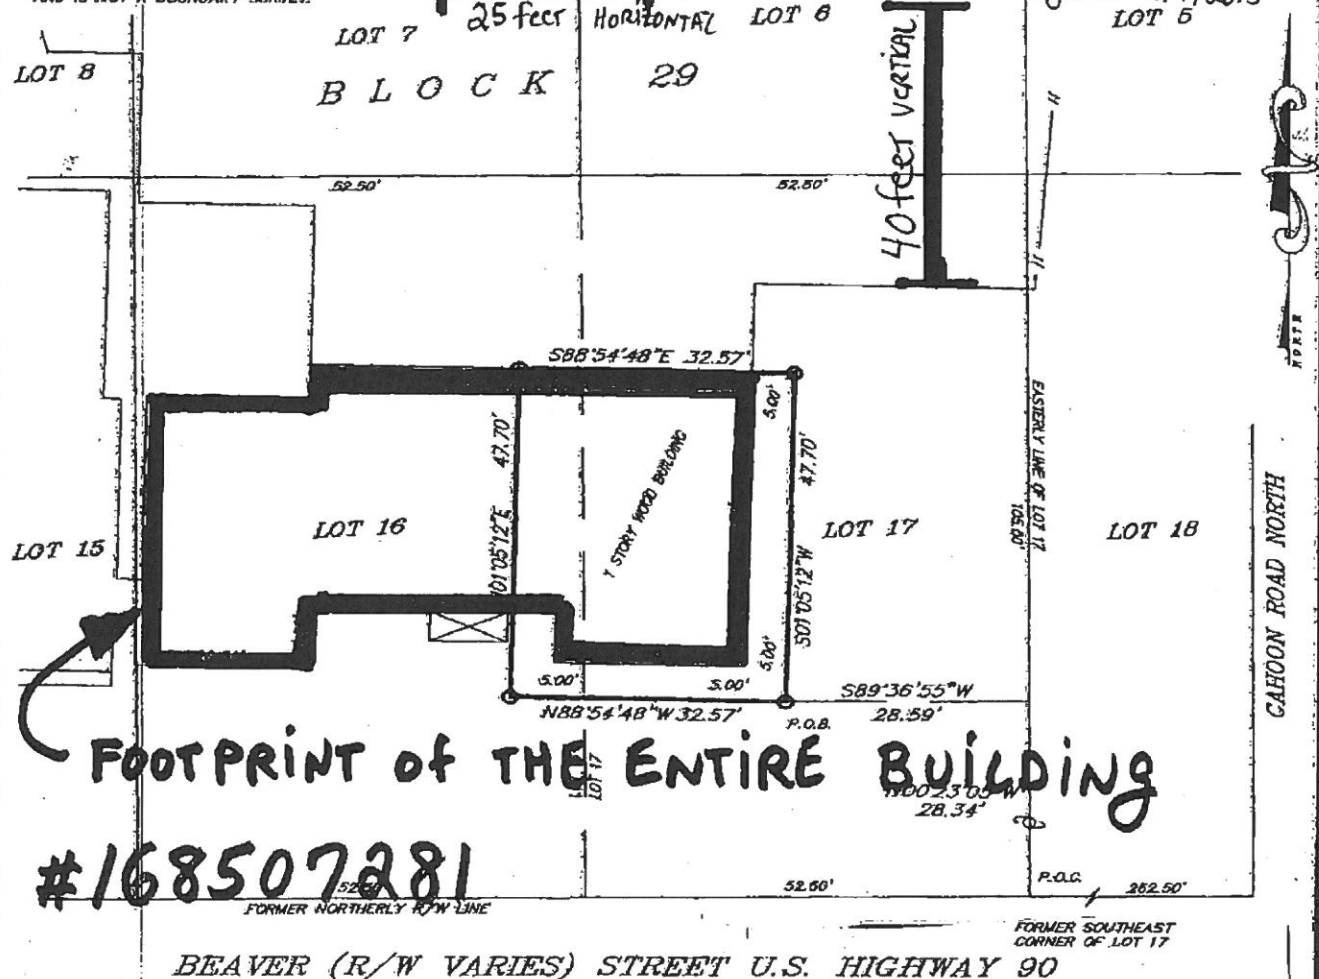 25 feet HORIZONTAL
LOT 6
LOT 5
LOT 7
LOT 8
BLOCK 29
40 feet VERTICAL
52.50'
52.50'
NORTH
S88°54'48"E 32.57'
5.00'
47.70'
47.70'
EASTERLY LINE OF LOT 17
105.00'
1 STORY WOOD BUILDING
LOT 16
LOT 17
LOT 18
LOT 15
N01°05'12"E
S01°05'12"W
CAHOON ROAD NORTH
5.00'
5.00'
5.00'
S89°36'55"W
28.59'
N88°54'48"W 32.57'
P.O.B.
FOOTPRINT of THE ENTIRE BUILDING
LOT 17
N00°23'05"W
28.34'
#168507281
52.50'
P.O.C.
262.50'
FORMER NORTHERLY R/W LINE
FORMER SOUTHEAST
CORNER OF LOT 17
BEAVER (R/W VARIES) STREET U.S. HIGHWAY 90